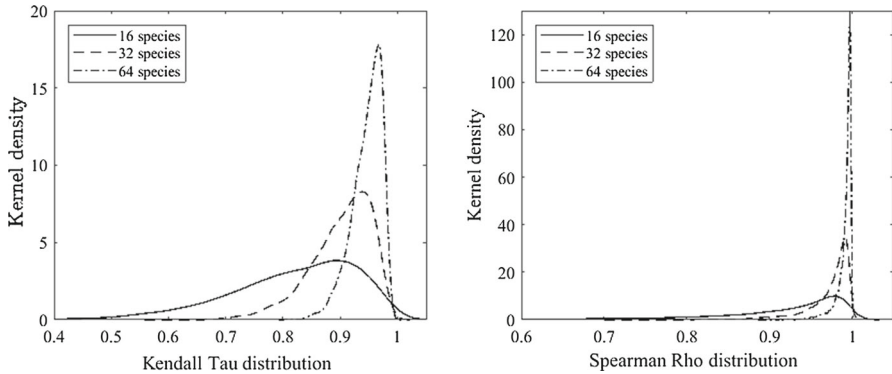 20
15
10
5
0
0.4 0.5 0.6 0.7 0.8 0.9 1
Kernel density
Kendall Tau distribution
16 species
32 species
64 species
120
100
80
60
40
20
0
0.6 0.7 0.8 0.9 1
Kernel density
Spearman Rho distribution
16 species
32 species
64 species